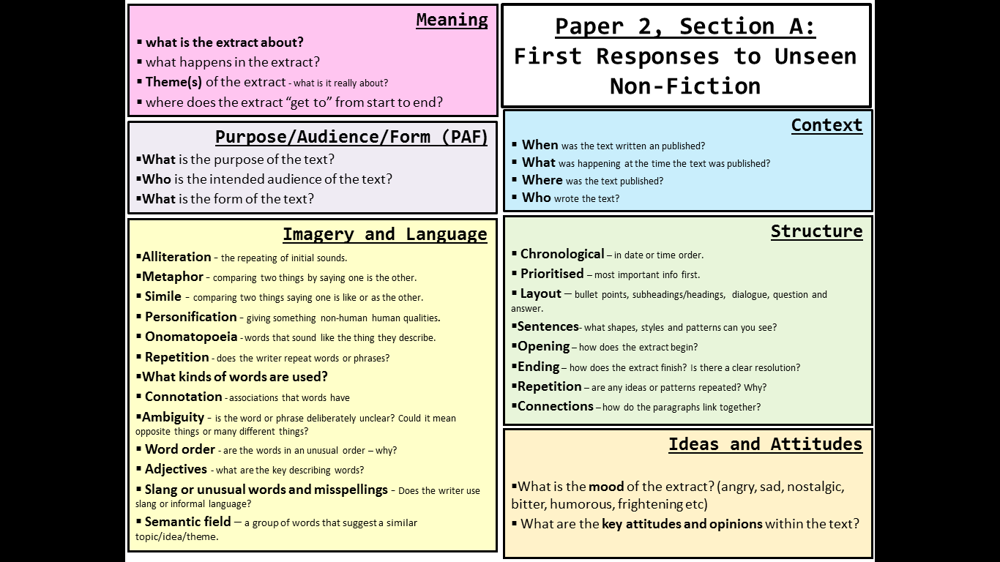 Meaning
▪ what is the extract about?
▪ what happens in the extract?
▪ Theme(s) of the extract - what is it really about?
▪ where does the extract “get to” from start to end?
Paper 2, Section A:
First Responses to Unseen
Non-Fiction
Purpose/Audience/Form (PAF)
▪What is the purpose of the text?
▪Who is the intended audience of the text?
▪What is the form of the text?
Context
▪ When was the text written an published?
▪ What was happening at the time the text was published?
▪ Where was the text published?
▪ Who wrote the text?
Imagery and Language
▪Alliteration - the repeating of initial sounds.
▪Metaphor - comparing two things by saying one is the other.
▪ Simile - comparing two things saying one is like or as the other.
▪ Personification - giving something non-human human qualities.
▪ Onomatopoeia - words that sound like the thing they describe.
▪ Repetition - does the writer repeat words or phrases?
▪What kinds of words are used?
▪ Connotation - associations that words have
▪Ambiguity - is the word or phrase deliberately unclear? Could it mean
opposite things or many different things?
▪ Word order - are the words in an unusual order – why?
▪ Adjectives - what are the key describing words?
▪ Slang or unusual words and misspellings - Does the writer use
slang or informal language?
▪ Semantic field – a group of words that suggest a similar
topic/idea/theme.
Structure
▪ Chronological – in date or time order.
▪ Prioritised – most important info first.
▪ Layout – bullet points, subheadings/headings, dialogue, question and
answer.
▪Sentences- what shapes, styles and patterns can you see?
▪Opening – how does the extract begin?
▪Ending – how does the extract finish? Is there a clear resolution?
▪Repetition – are any ideas or patterns repeated? Why?
▪Connections – how do the paragraphs link together?
Ideas and Attitudes
▪What is the mood of the extract? (angry, sad, nostalgic,
bitter, humorous, frightening etc)
▪ What are the key attitudes and opinions within the text?